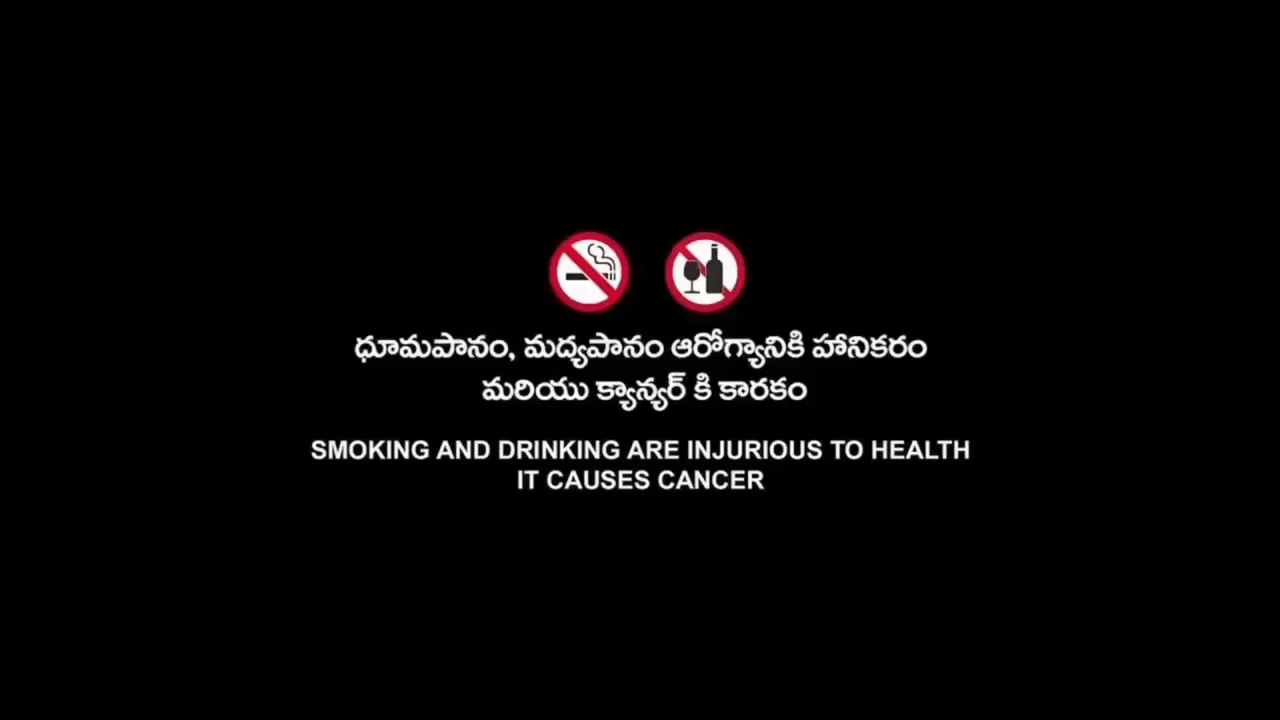 ధూమపానం, మద్యపానం ఆరోగ్యానికి హానికరం
మరియు క్యాన్సర్ కి కారకం
SMOKING AND DRINKING ARE INJURIOUS TO HEALTH
IT CAUSES CANCER